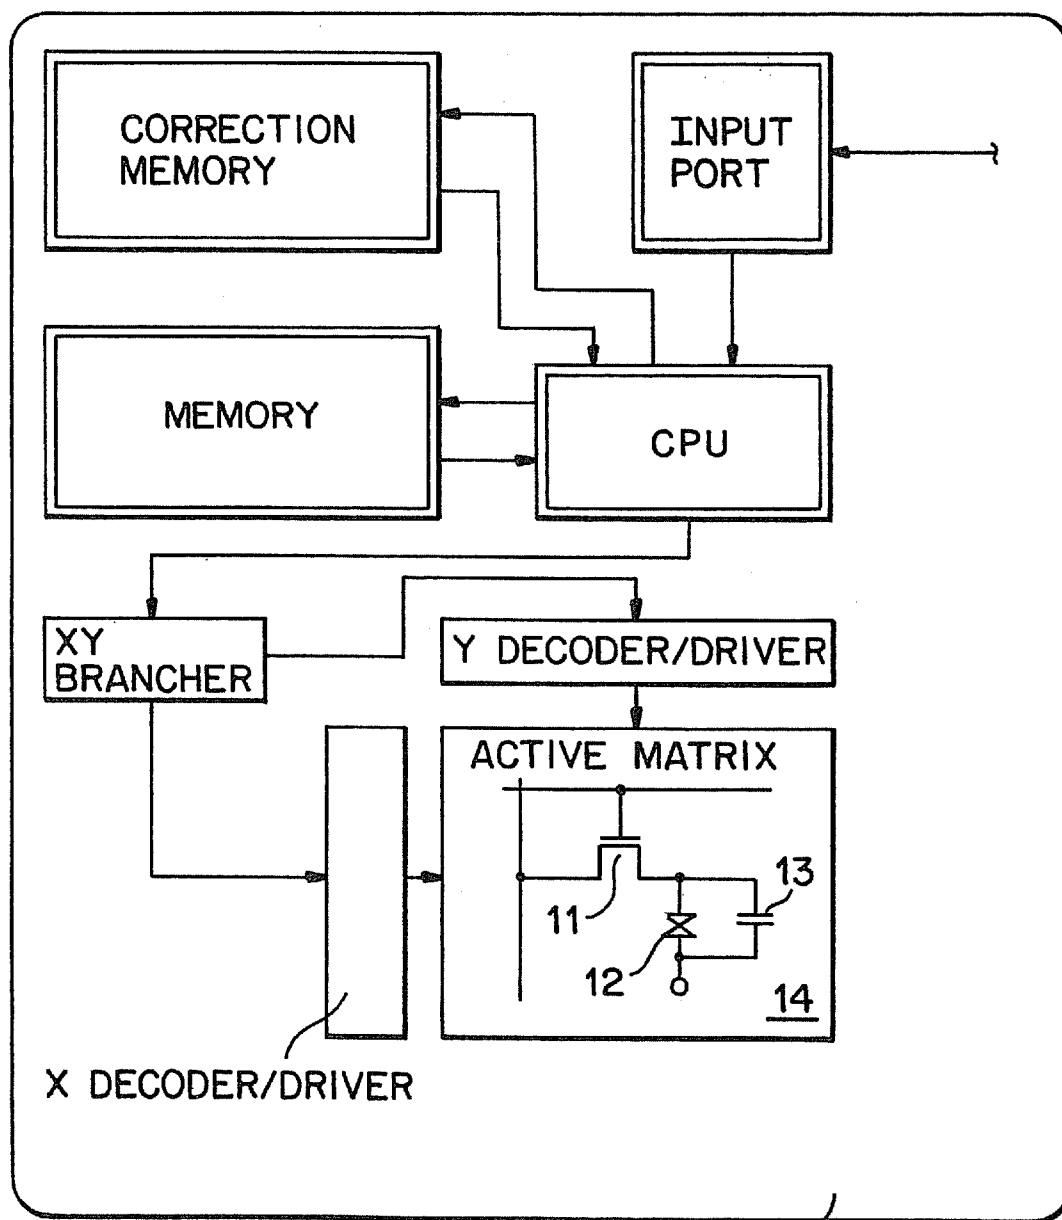 CORRECTION
MEMORY
INPUT
PORT
MEMORY
CPU
XY
BRANCHER
Y DECODER/DRIVER
ACTIVE MATRIX
11
12
13
14
X DECODER/DRIVER